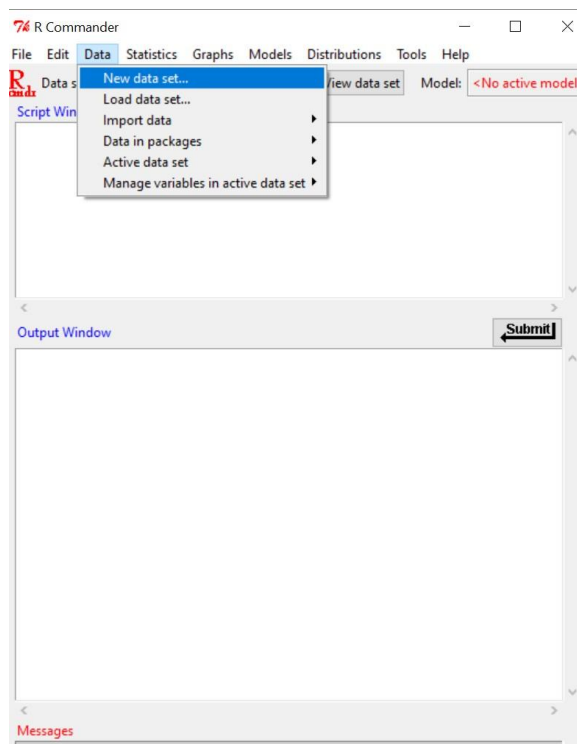 R Commander
File Edit Data Statistics Graphs Models Distributions Tools Help
R Data s View data set Model: <No active model
cmdr
New data set...
Load data set...
Script Win
Import data
Data in packages
Active data set
Manage variables in active data set
Output Window
Submit
Messages